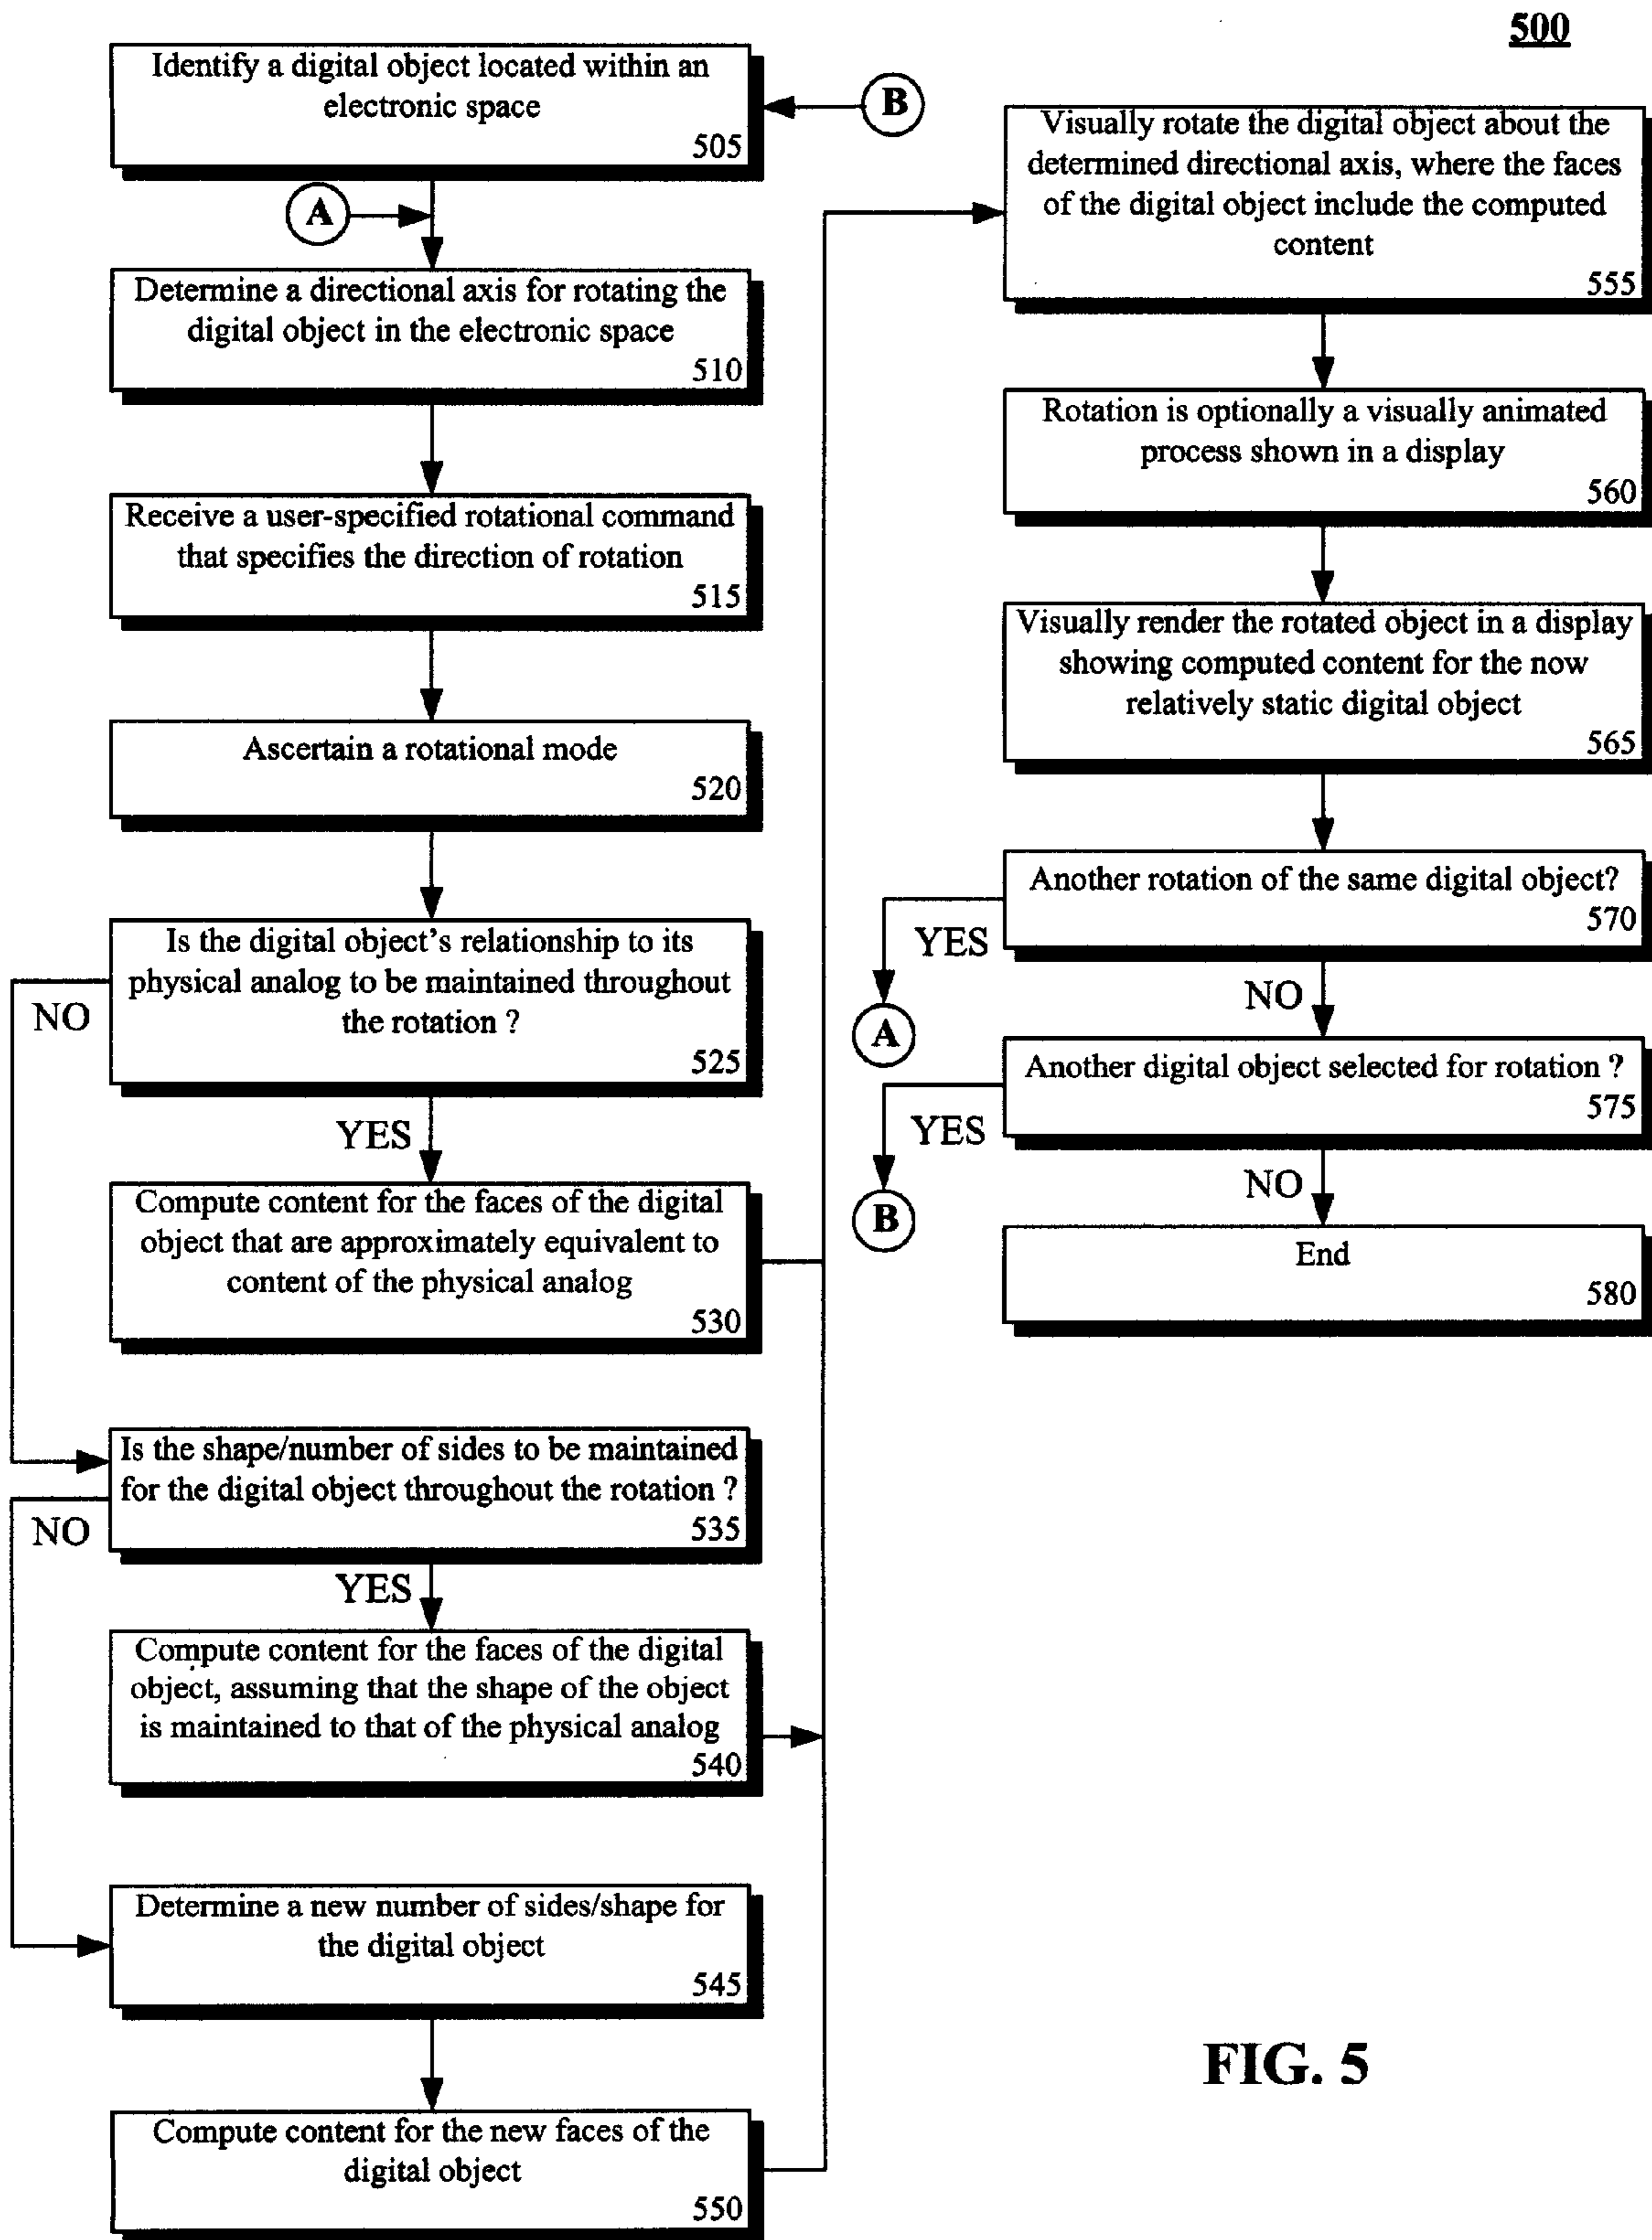 500
Identify a digital object located within an
electronic space
505
B
A
Determine a directional axis for rotating the
digital object in the electronic space
510
Receive a user-specified rotational command
that specifies the direction of rotation
515
Ascertain a rotational mode
520
Is the digital object's relationship to its
physical analog to be maintained throughout
the rotation ?
525
NO
YES
Compute content for the faces of the digital
object that are approximately equivalent to
content of the physical analog
530
Is the shape/number of sides to be maintained
for the digital object throughout the rotation ?
535
NO
YES
Compute content for the faces of the digital
object, assuming that the shape of the object
is maintained to that of the physical analog
540
Determine a new number of sides/shape for
the digital object
545
Compute content for the new faces of the
digital object
550
Visually rotate the digital object about the
determined directional axis, where the faces
of the digital object include the computed
content
555
Rotation is optionally a visually animated
process shown in a display
560
Visually render the rotated object in a display
showing computed content for the now
relatively static digital object
565
Another rotation of the same digital object?
570
YES
A
NO
Another digital object selected for rotation ?
575
YES
B
NO
End
580
FIG. 5